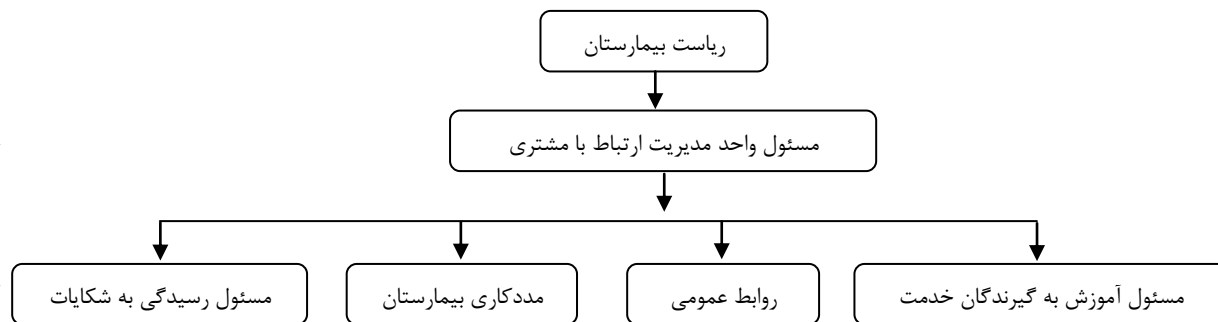 ریاست بیمارستان
مسئول واحد مدیریت ارتباط با مشتری
مسئول آموزش به گیرندگان خدمت
روابط عمومی
مددکاری بیمارستان
مسئول رسیدگی به شکایات